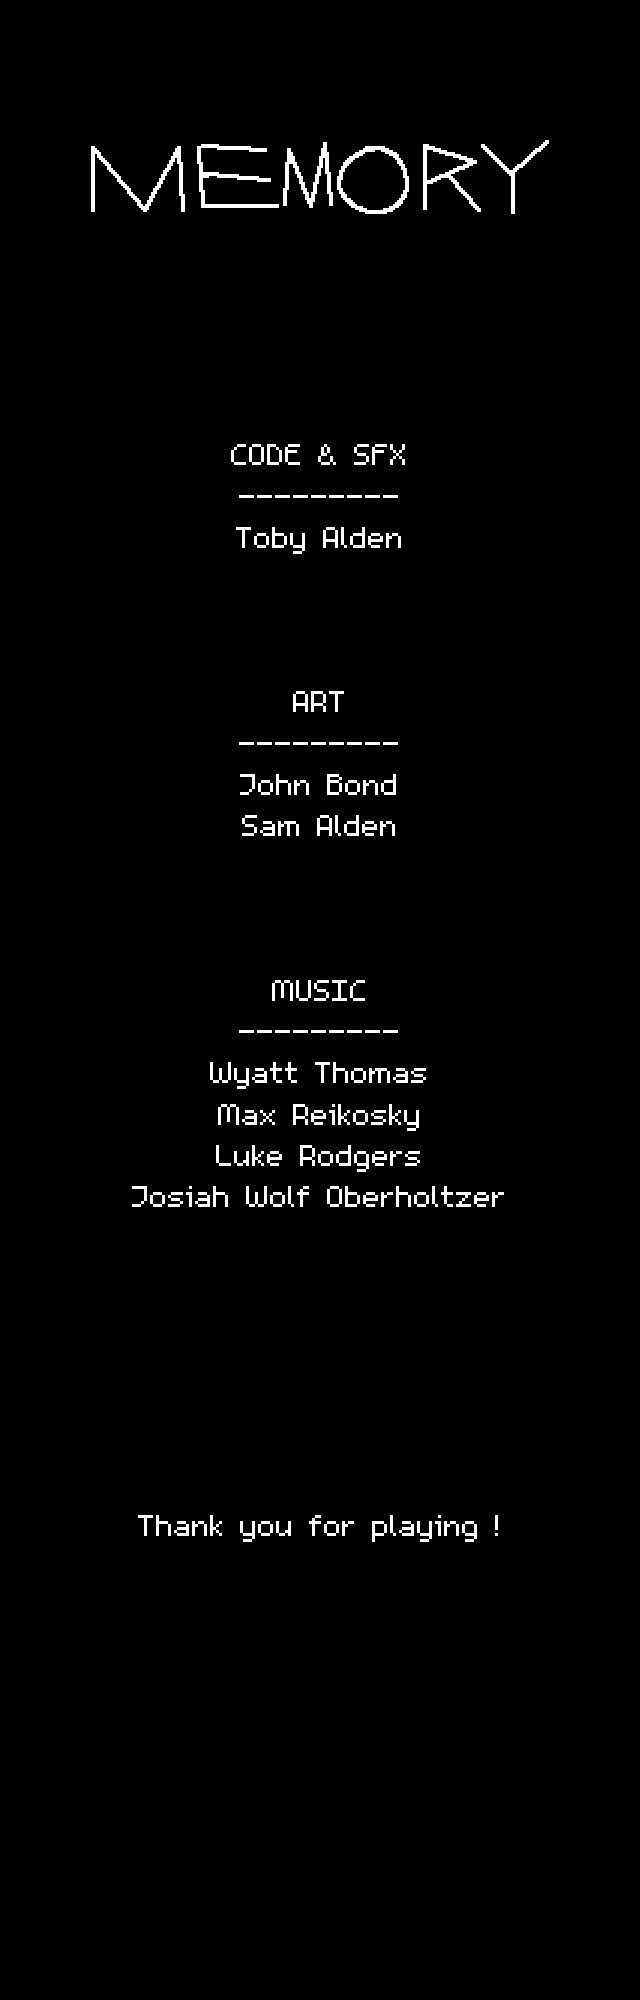 MEMORY
CODE & SFX
---------
Toby Alden
ART
---------
John Bond
Sam Alden
MUSIC
---------
Wyatt Thomas
Max Reikosky
Luke Rodgers
Josiah Wolf Oberholtzer
Thank you for playing !